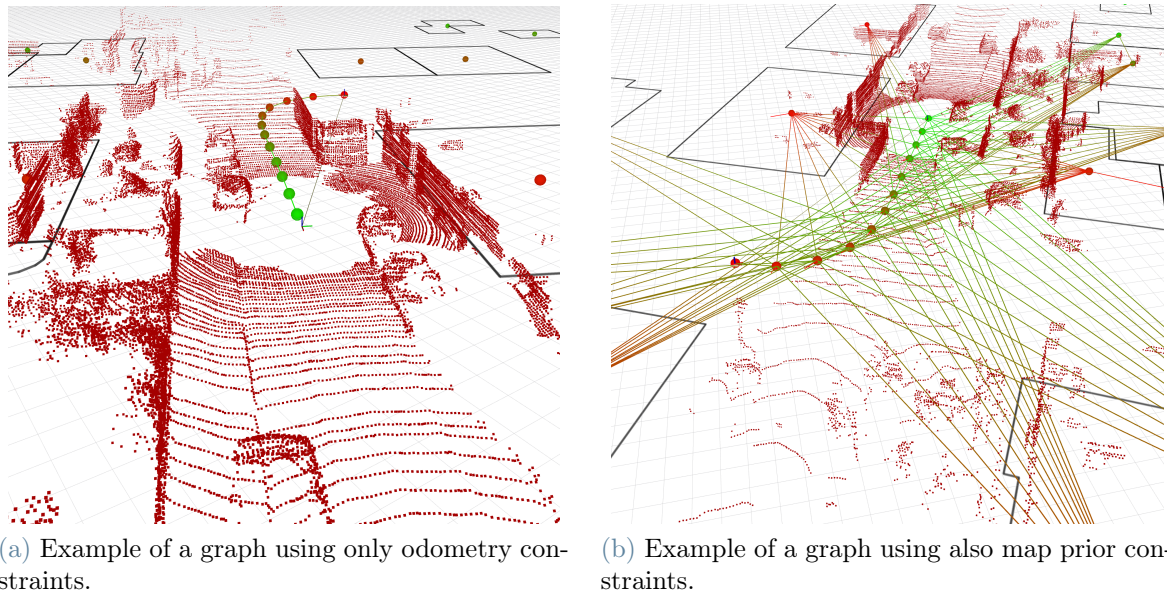 (a) Example of a graph using only odometry con-
straints.
(b) Example of a graph using also map prior con-
straints.